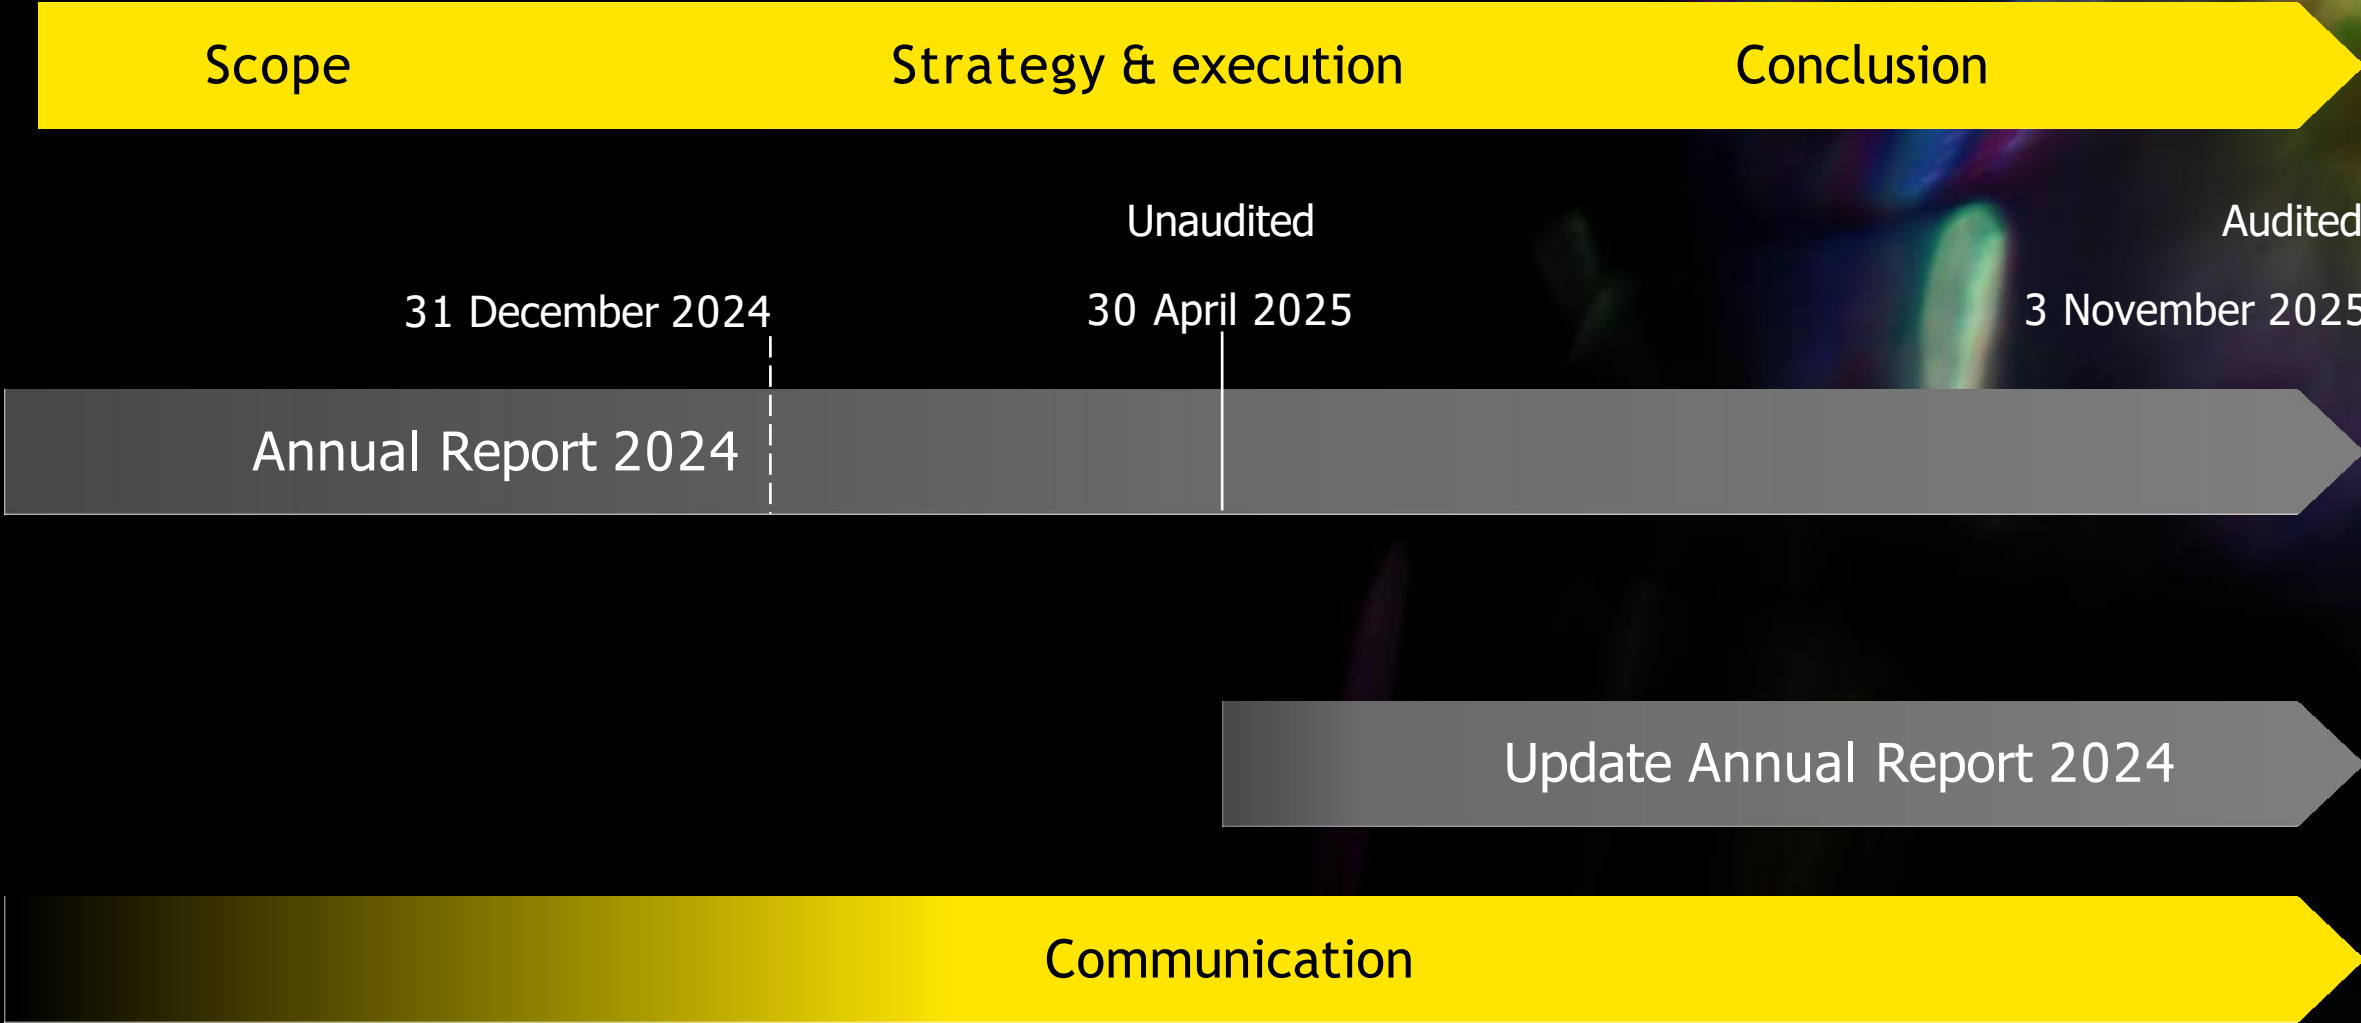 Scope
Strategy & execution
Conclusion
Unaudited
Audited
31 December 2024
30 April 2025
3 November 2025
Annual Report 2024
Update Annual Report 2024
Communication